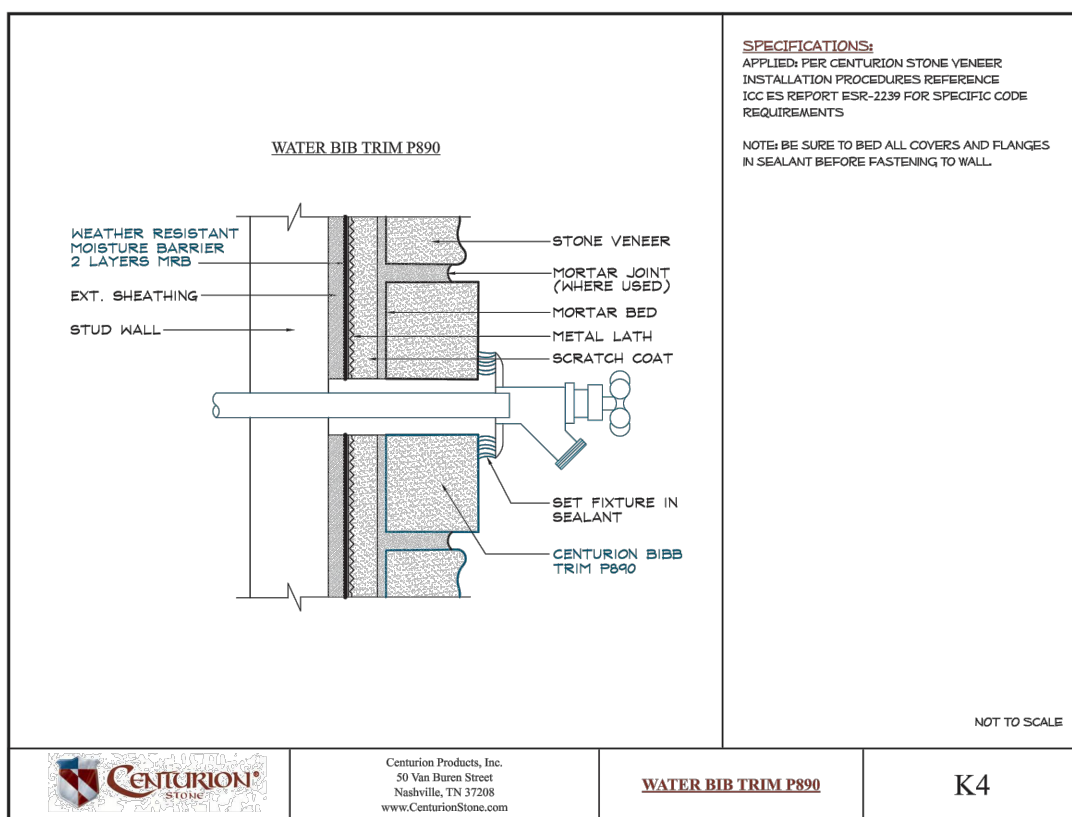 WATER BIB TRIM P890
WEATHER RESISTANT
MOISTURE BARRIER
2 LAYERS MRB
EXT. SHEATHING
STUD WALL
STONE VENEER
MORTAR JOINT
(WHERE USED)
MORTAR BED
METAL LATH
SCRATCH COAT
SET FIXTURE IN
SEALANT
CENTURION BIBB
TRIM P890
SPECIFICATIONS:
APPLIED: PER CENTURION STONE VENEER
INSTALLATION PROCEDURES REFERENCE
ICC ES REPORT ESR-2239 FOR SPECIFIC CODE
REQUIREMENTS
NOTE: BE SURE TO BED ALL COVERS AND FLANGES
IN SEALANT BEFORE FASTENING TO WALL.
NOT TO SCALE
CENTURION®
STONE
Centurion Products, Inc.
50 Van Buren Street
Nashville, TN 37208
www.CenturionStone.com
WATER BIB TRIM P890
K4